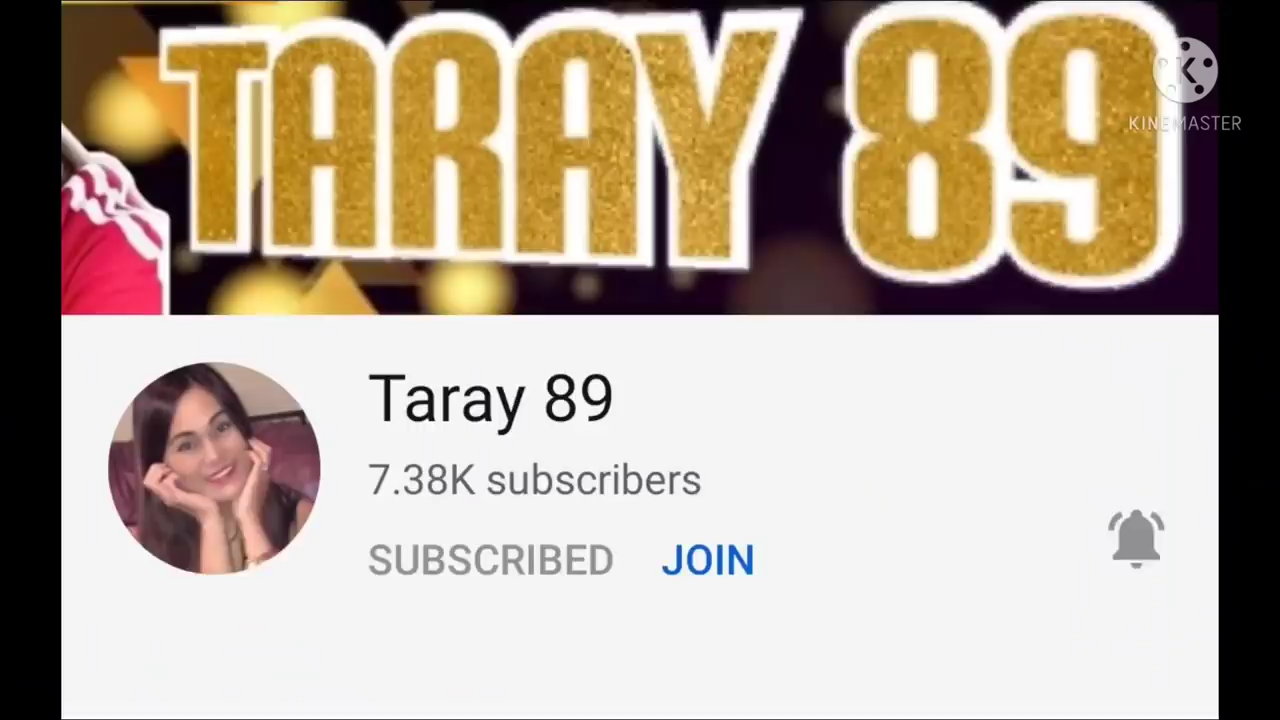 TARAY 89
K
KINEMASTER
Taray 89
7.38K subscribers
SUBSCRIBED JOIN